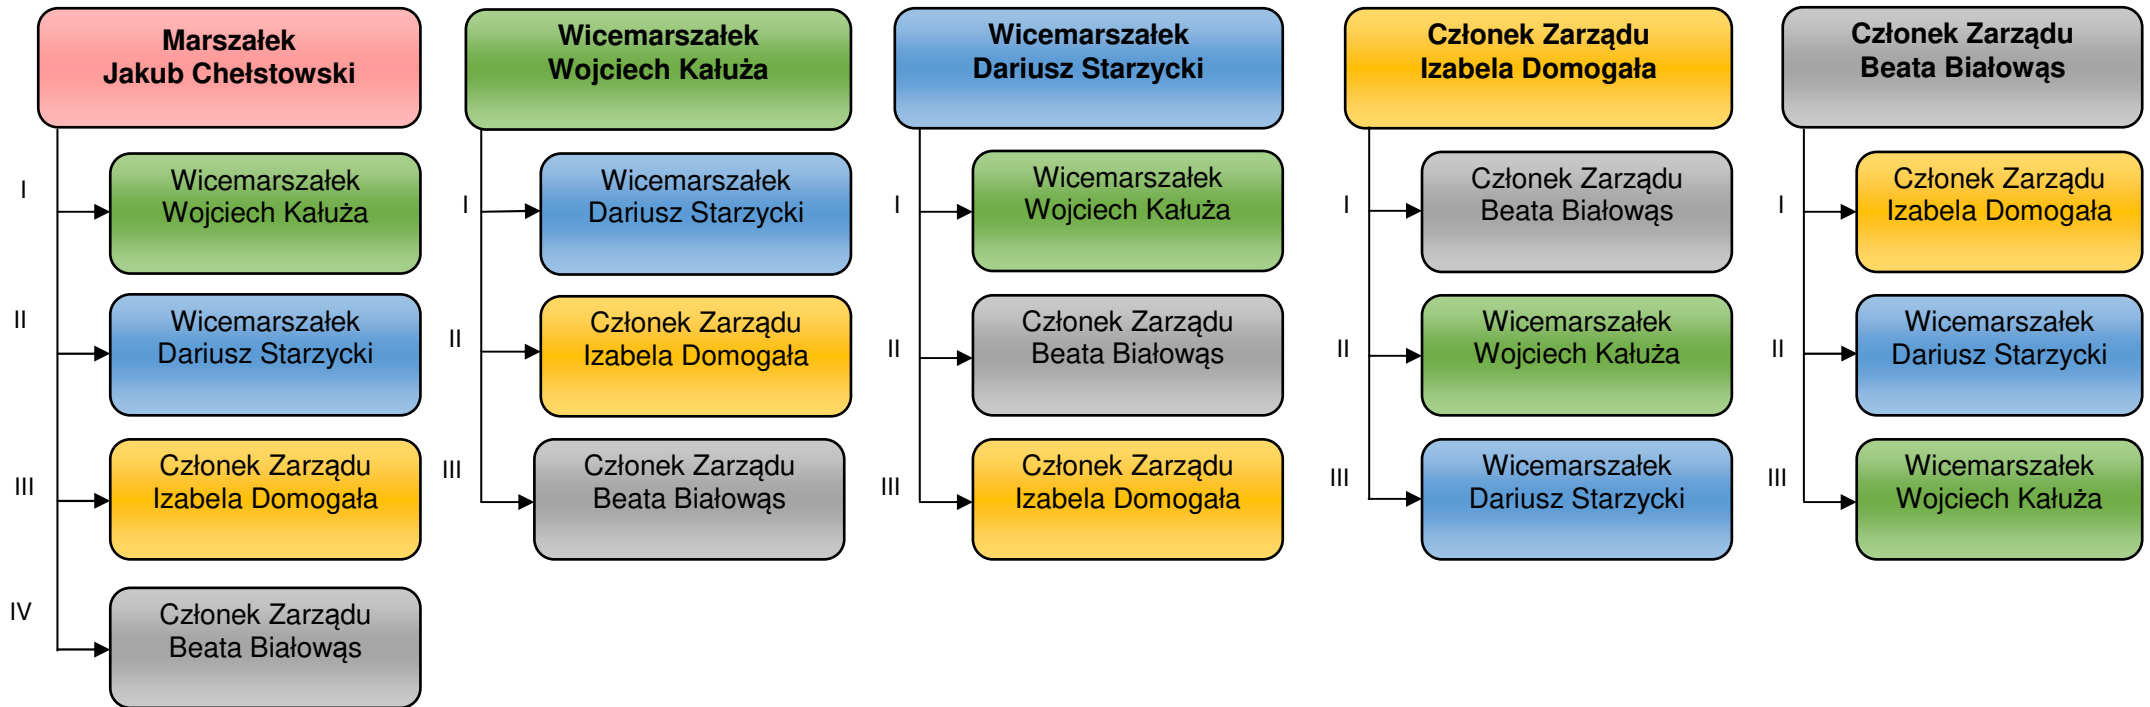 Marszałek
Jakub Chełstowski
I
Wicemarszałek
Wojciech Kałuża
II
Wicemarszałek
Dariusz Starzycki
III
Członek Zarządu
Izabela Domogała
IV
Członek Zarządu
Beata Białowąs
Wicemarszałek
Wojciech Kałuża
I
Wicemarszałek
Dariusz Starzycki
II
Członek Zarządu
Izabela Domogała
III
Członek Zarządu
Beata Białowąs
Wicemarszałek
Dariusz Starzycki
I
Wicemarszałek
Wojciech Kałuża
II
Członek Zarządu
Beata Białowąs
III
Członek Zarządu
Izabela Domogała
Członek Zarządu
Izabela Domogała
I
Członek Zarządu
Beata Białowąs
II
Wicemarszałek
Wojciech Kałuża
III
Wicemarszałek
Dariusz Starzycki
Członek Zarządu
Beata Białowąs
I
Członek Zarządu
Izabela Domogała
II
Wicemarszałek
Dariusz Starzycki
III
Wicemarszałek
Wojciech Kałuża